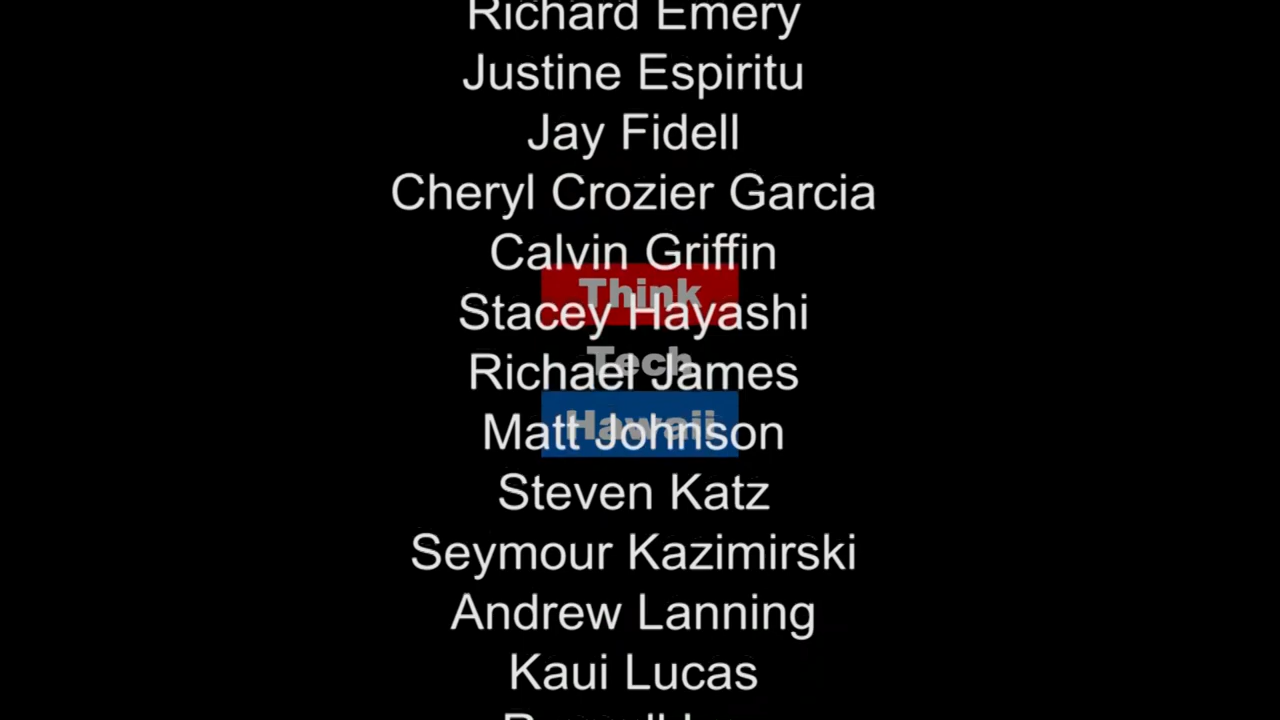 Richard Emery
Justine Espiritu
Jay Fidell
Cheryl Crozier Garcia
Calvin Griffin
Think
Stacey Hayashi
Tech
Richael James
Hawaii
Matt Johnson
Steven Katz
Seymour Kazimirski
Andrew Lanning
Kaui Lucas